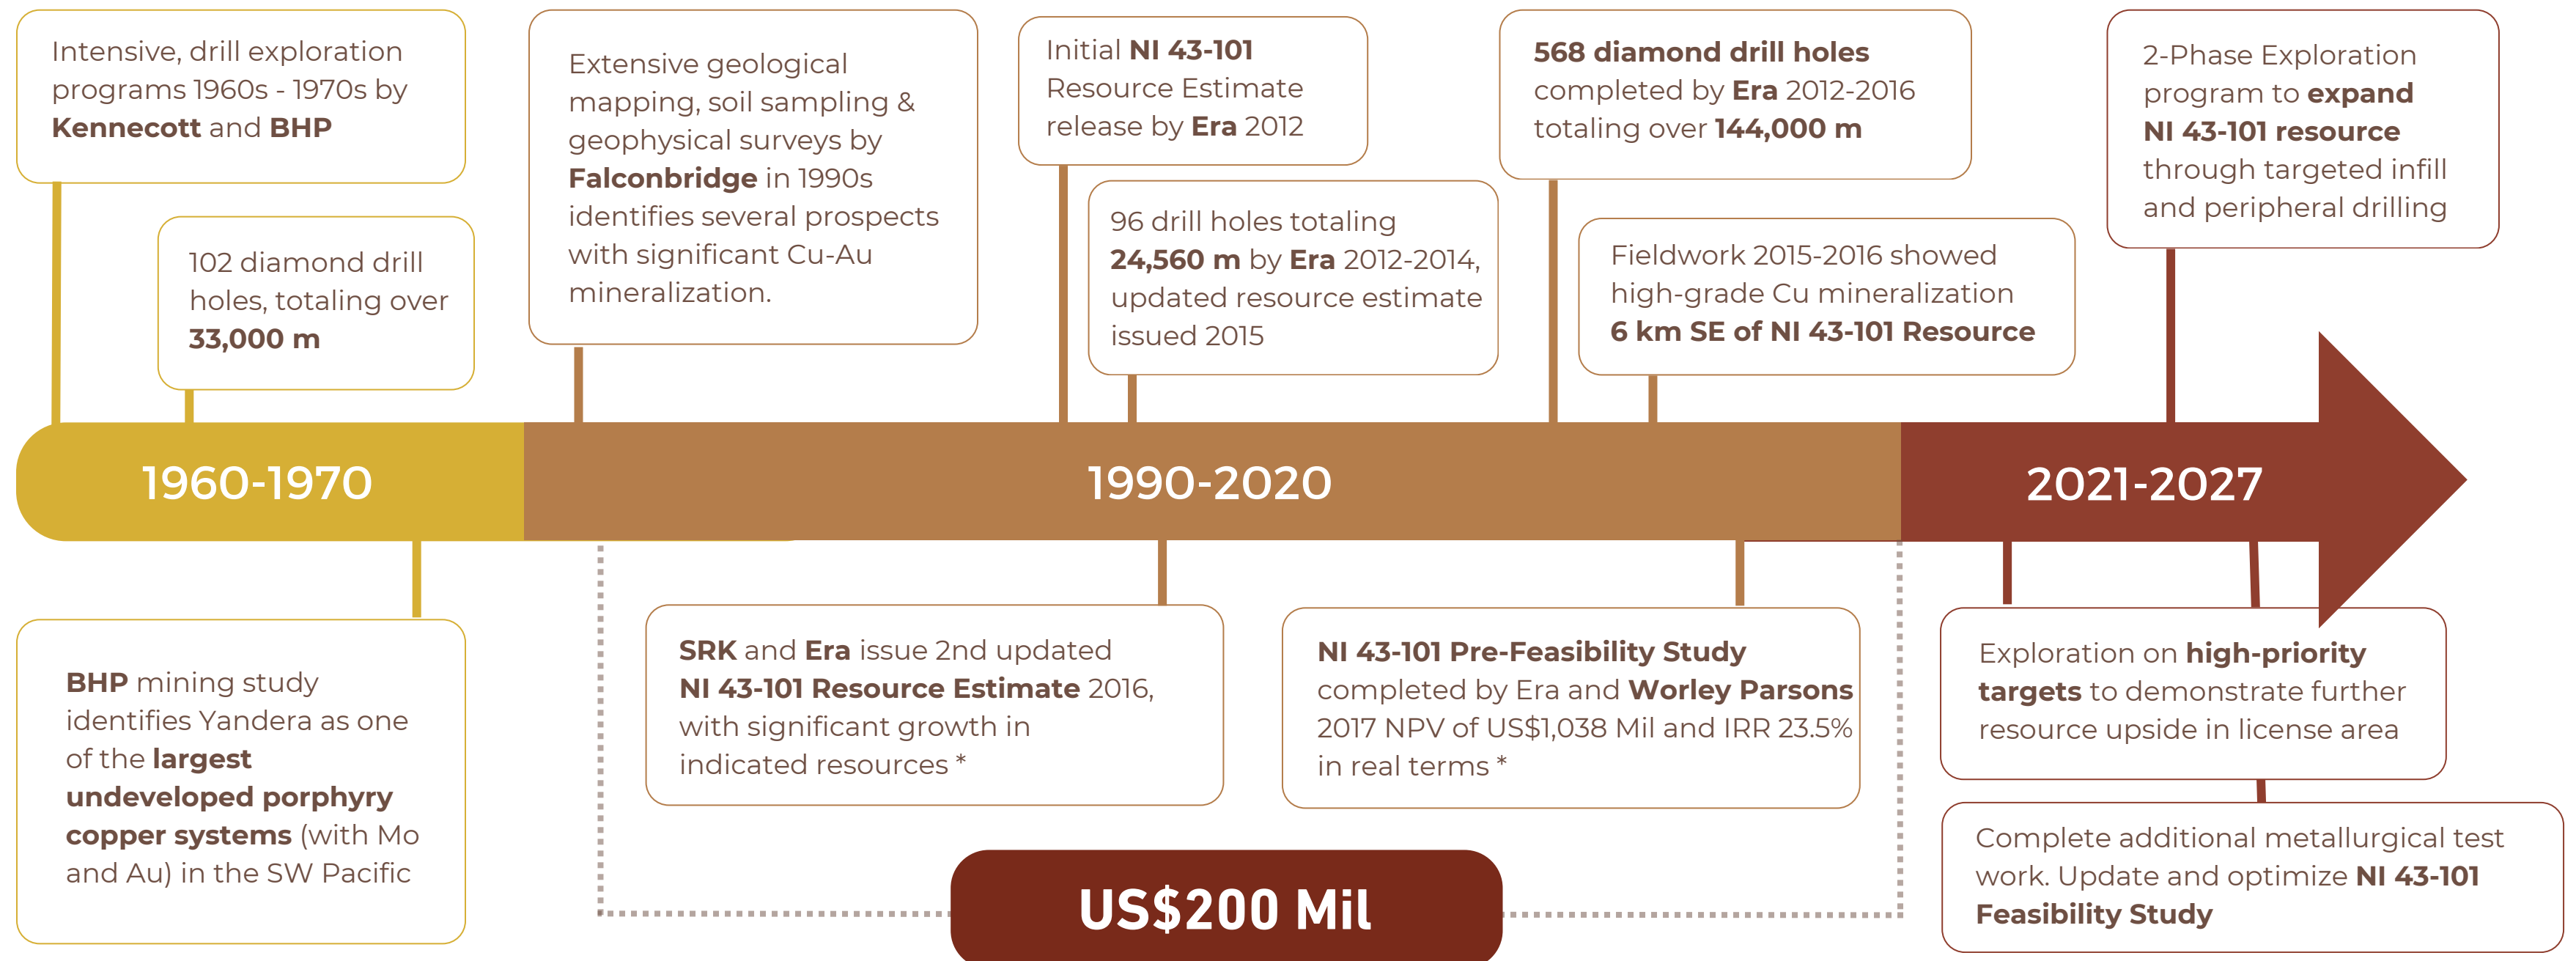 Intensive, drill exploration
programs 1960s - 1970s by
Kennecott and BHP
102 diamond drill
holes, totaling over
33,000 m
Extensive geological
mapping, soil sampling &
geophysical surveys by
Falconbridge in 1990s
identifies several prospects
with significant Cu-Au
mineralization.
Initial NI 43-101
Resource Estimate
release by Era 2012
96 drill holes totaling
24,560 m by Era 2012-2014,
updated resource estimate
issued 2015
568 diamond drill holes
completed by Era 2012-2016
totaling over 144,000 m
Fieldwork 2015-2016 showed
high-grade Cu mineralization
6 km SE of NI 43-101 Resource
2-Phase Exploration
program to expand
NI 43-101 resource
through targeted infill
and peripheral drilling
1960-1970
1990-2020
2021-2027
BHP mining study
identifies Yandera as one
of the largest
undeveloped porphyry
copper systems (with Mo
and Au) in the SW Pacific
SRK and Era issue 2nd updated
NI 43-101 Resource Estimate 2016,
with significant growth in
indicated resources *
NI 43-101 Pre-Feasibility Study
completed by Era and Worley Parsons
2017 NPV of US$1,038 Mil and IRR 23.5%
in real terms *
Exploration on high-priority
targets to demonstrate further
resource upside in license area
Complete additional metallurgical test
work. Update and optimize NI 43-101
Feasibility Study
US$200 Mil